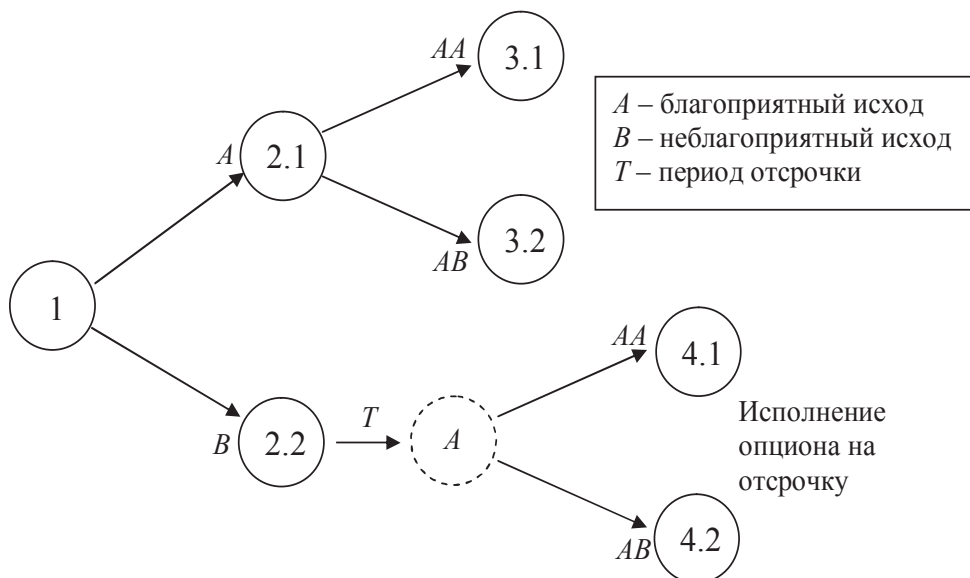 AA
3.1
A – благоприятный исход
B – неблагоприятный исход
T – период отсрочки
A
2.1
AB
3.2
1
AA
4.1
B
2.2
T
A
Исполнение
опциона на
отсрочку
AB
4.2